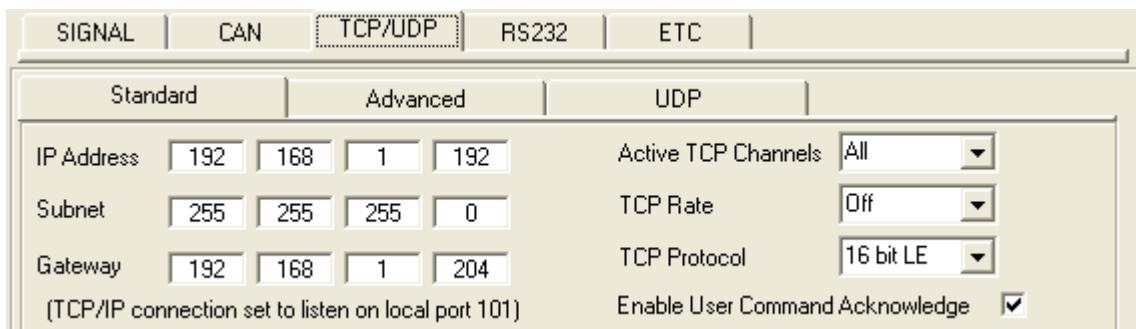 SIGNAL CAN TCP/UDP RS232 ETC
Standard Advanced UDP
IP Address 192 168 1 192 Active TCP Channels All
Subnet 255 255 255 0 TCP Rate Off
Gateway 192 168 1 204 TCP Protocol 16 bit LE
(TCP/IP connection set to listen on local port 101) Enable User Command Acknowledge